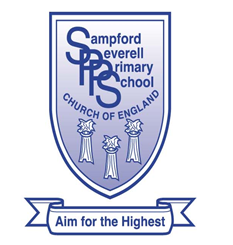 Sampford
Peverell
Primary
School
CHURCH OF ENGLAND
Aim for the Highest